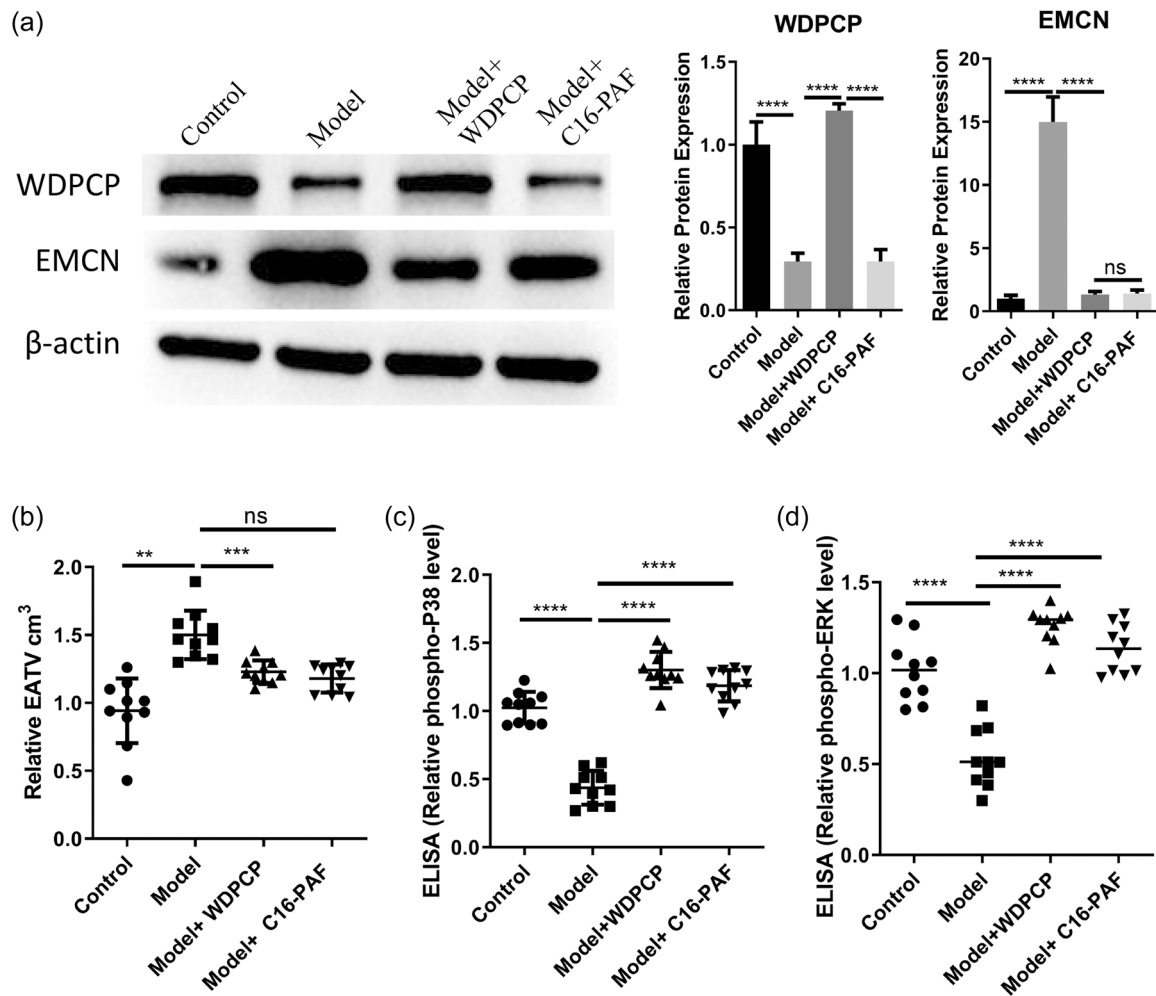 (a)
Control
Model
Model+
WDPCP
Model+
C16-PAF
WDPCP
EMCN
β-actin
WDPCP
Relative Protein Expression
1.5
1.0
0.5
0.0
****
****
****
Control
Model
Model+WDPCP
Model+ C16-PAF
EMCN
Relative Protein Expression
20
15
10
5
0
****
****
ns
Control
Model
Model+WDPCP
Model+ C16-PAF
(b)
Relative EATV cm³
2.0
1.5
1.0
0.5
0.0
ns
**
***
Control
Model
Model+ WDPCP
Model+ C16-PAF
(c)
ELISA (Relative phospho-P38 level)
2.0
1.5
1.0
0.5
0.0
****
****
****
Control
Model
Model+WDPCP
Model+ C16-PAF
(d)
ELISA (Relative phospho-ERK level)
1.5
1.0
0.5
0.0
****
****
****
Control
Model
Model+WDPCP
Model+ C16-PAF